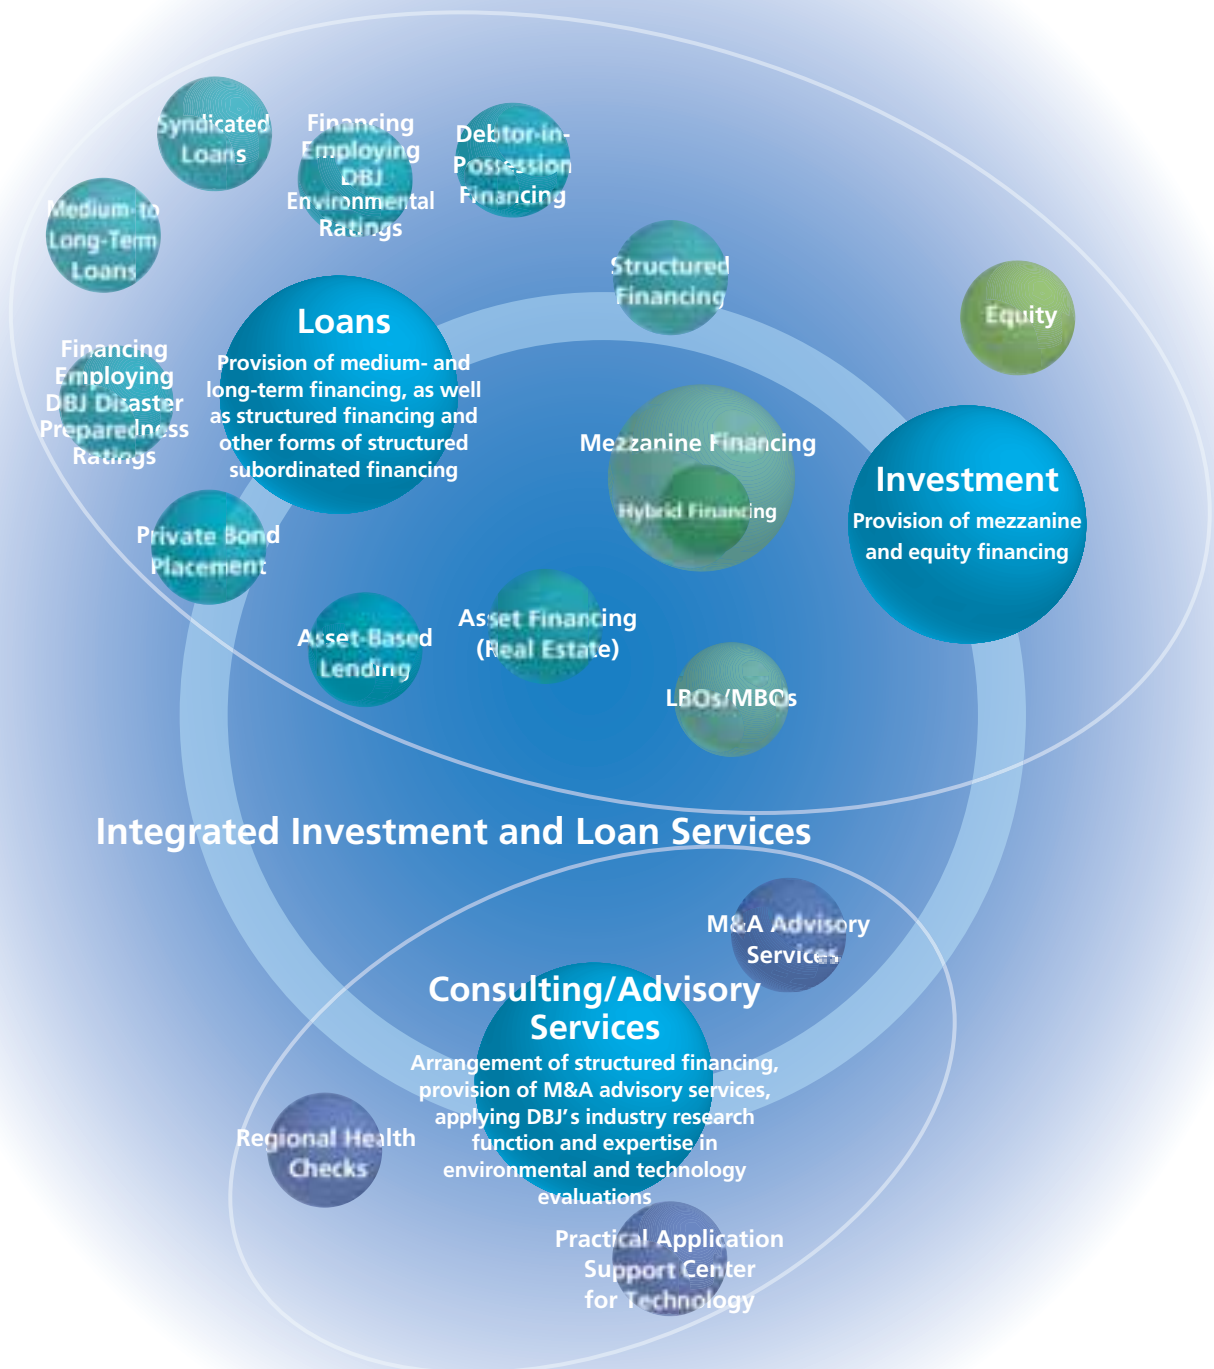 Syndicated
Loans
Financing
Employing
DBJ
Environmental
Ratings
Debtor-in-
Possession
Financing
Medium- to
Long-Term
Loans
Structured
Financing
Equity
Loans
Provision of medium- and
long-term financing, as well
as structured financing and
other forms of structured
subordinated financing
Financing
Employing
DBJ Disaster
Preparedness
Ratings
Mezzanine Financing
Hybrid Financing
Investment
Provision of mezzanine
and equity financing
Private Bond
Placement
Asset-Based
Lending
Asset Financing
(Real Estate)
LBOs/MBOs
Integrated Investment and Loan Services
M&A Advisory
Services
Consulting/Advisory
Services
Arrangement of structured financing,
provision of M&A advisory services,
applying DBJ's industry research
function and expertise in
environmental and technology
evaluations
Regional Health
Checks
Practical Application
Support Center
for Technology